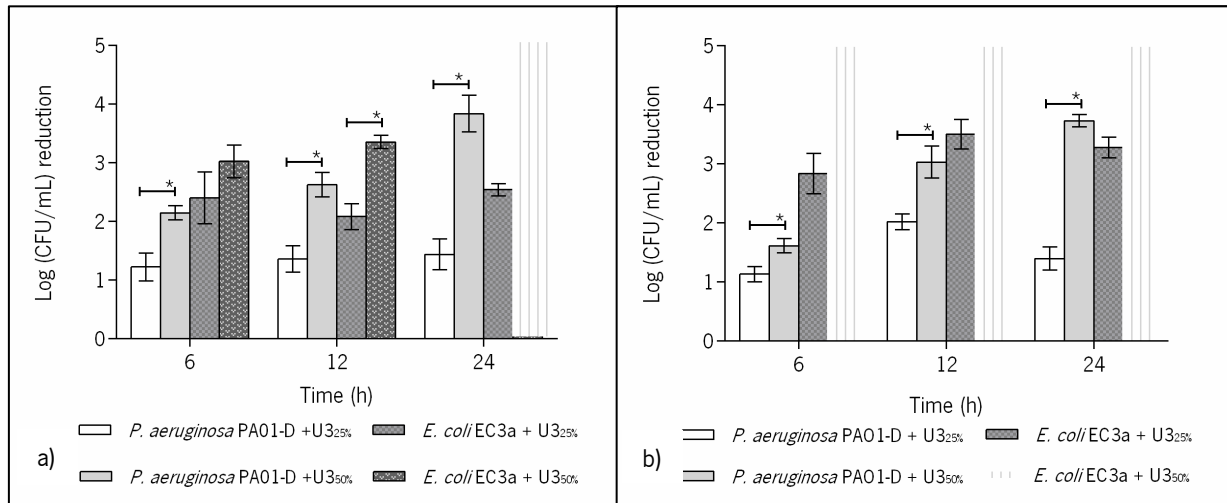 Log (CFU/mL) reduction
5
4
3
2
1
0
*
*
*
*
6
12
24
Time (h)
P. aeruginosa PA01-D +U325%
E. coli EC3a + U325%
P. aeruginosa PA01-D + U350%
E. coli EC3a + U350%
a)
Log (CFU/mL) reduction
5
4
3
2
1
0
*
*
*
6
12
24
Time (h)
P. aeruginosa PA01-D + U325%
E. coli EC3a + U325%
P. aeruginosa PA01-D + U350%
E. coli EC3a + U350%
b)